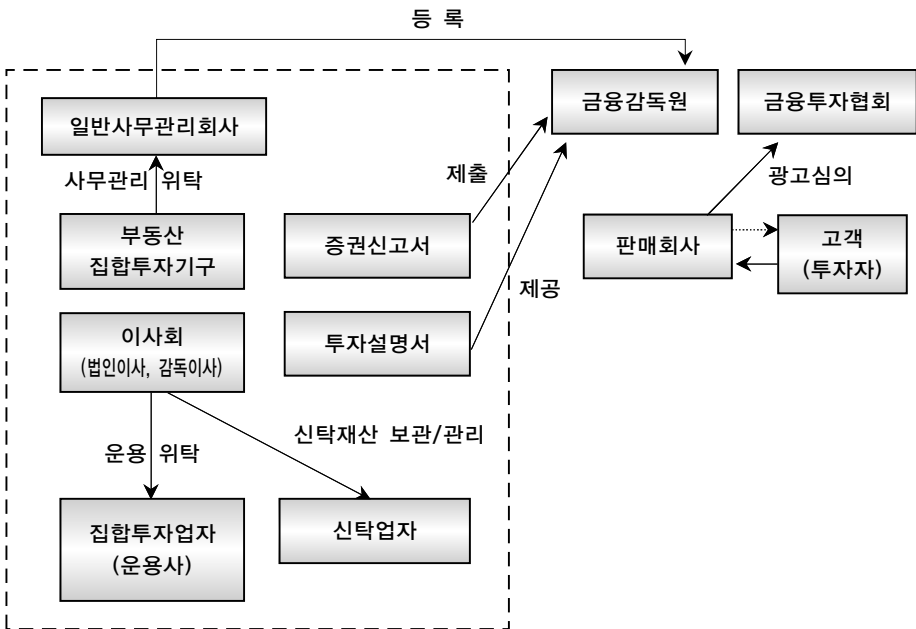 등 록
금융감독원
금융투자협회
일반사무관리회사
사무관리 위탁
제출
광고심의
부동산
집합투자기구
증권신고서
판매회사
고객
(투자자)
제공
이사회
(법인이사, 감독이사)
투자설명서
신탁재산 보관/관리
운용 위탁
집합투자업자
(운용사)
신탁업자